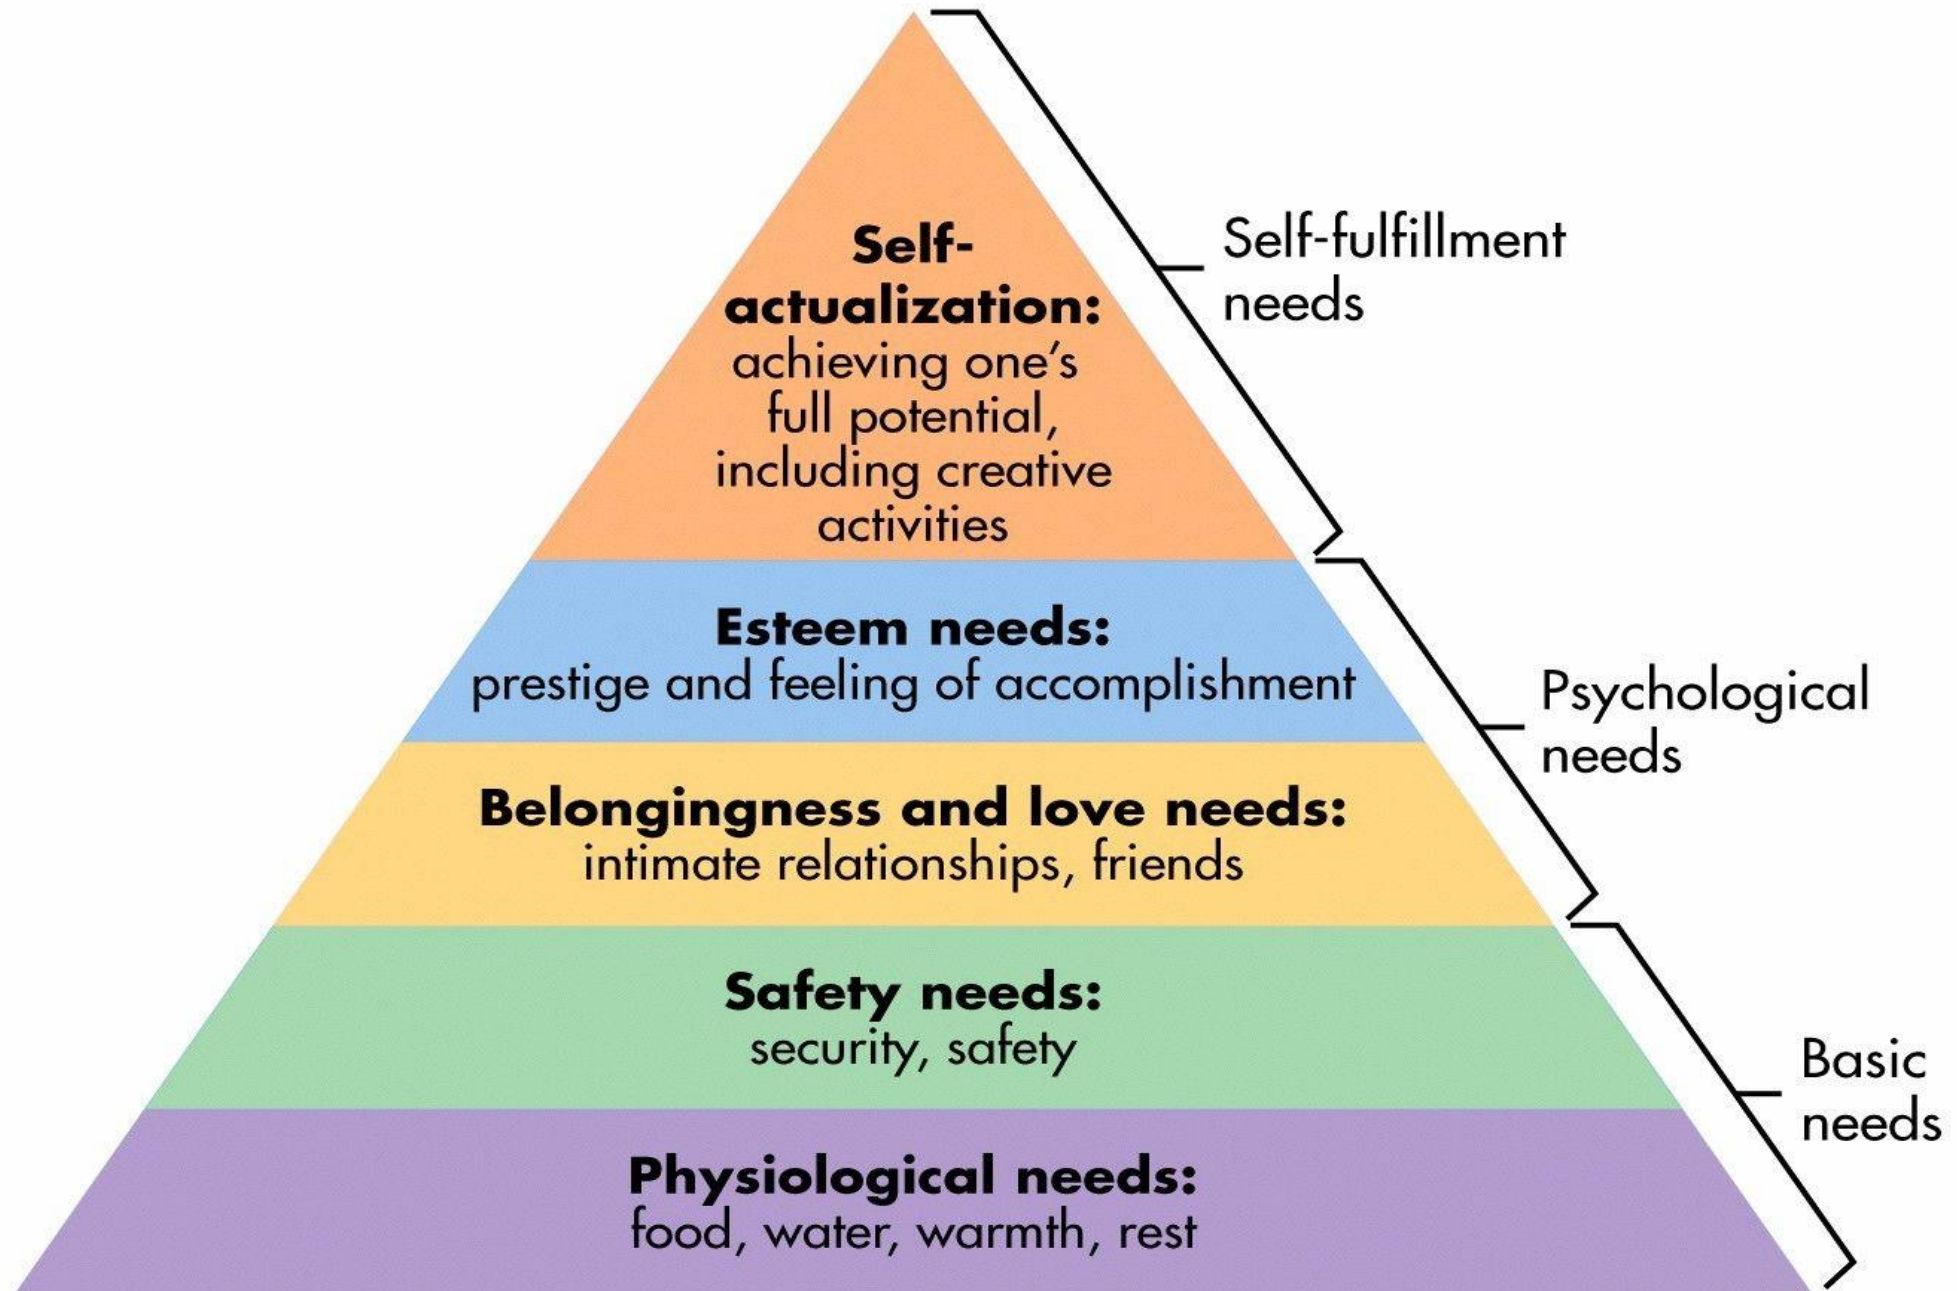 Self-
actualization:
achieving one’s
full potential,
including creative
activities
Self-fulfillment
needs
Esteem needs:
prestige and feeling of accomplishment
Belongingness and love needs:
intimate relationships, friends
Psychological
needs
Safety needs:
security, safety
Physiological needs:
food, water, warmth, rest
Basic
needs